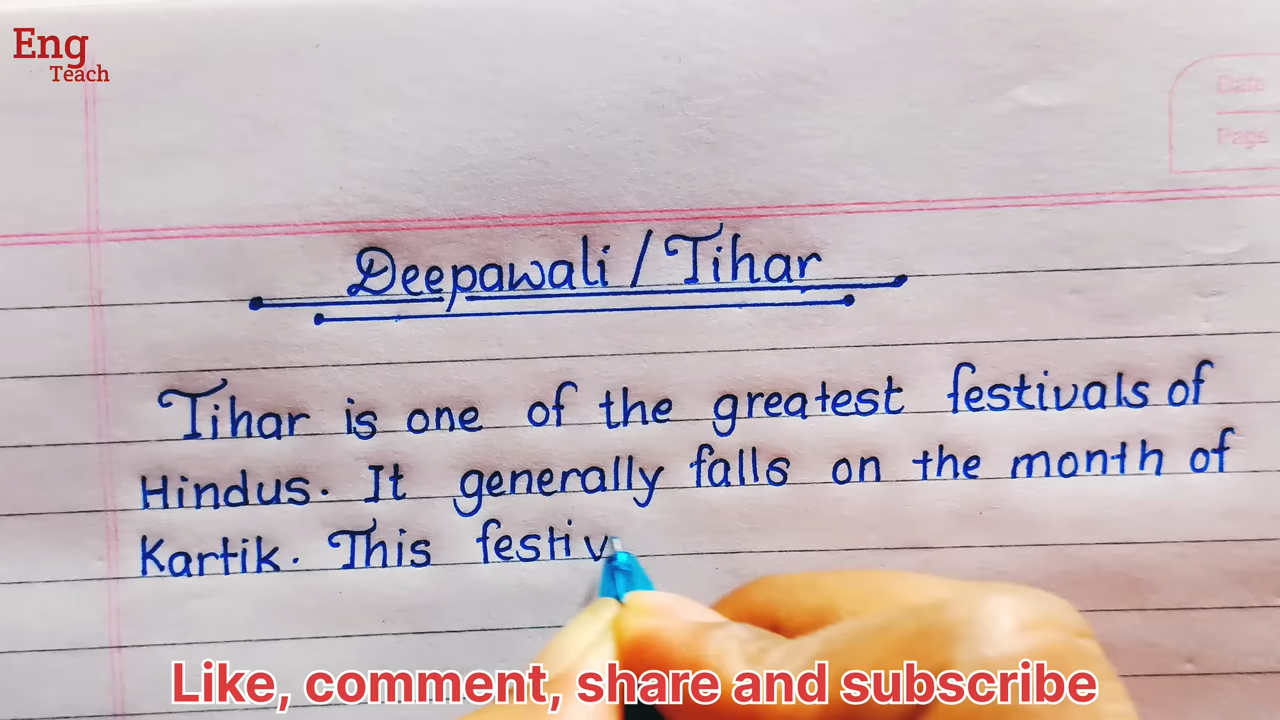 Eng
Teach
Date
Page
Deepawali / Tihar
Tihar is one of the greatest festivals of
Hindus. It generally falls on the month of
Kartik. This festiv
Like, comment, share and subscribe